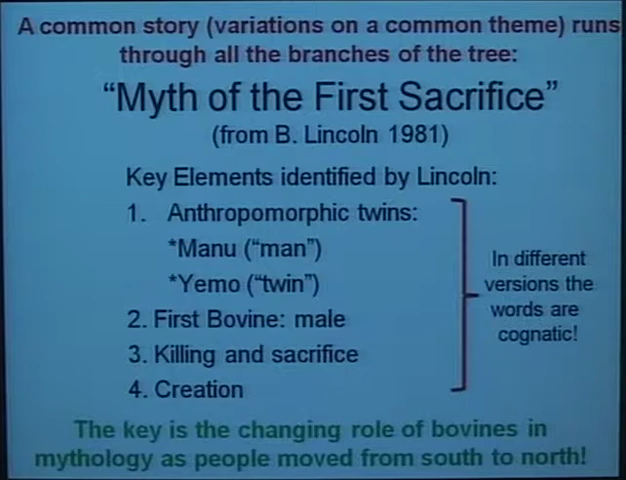 A common story (variations on a common theme) runs
through all the branches of the tree:
“Myth of the First Sacrifice”
(from B. Lincoln 1981)
Key Elements identified by Lincoln:
1. Anthropomorphic twins:
*Manu (“man”)
*Yemo (“twin”)
2. First Bovine: male
3. Killing and sacrifice
4. Creation
In different
versions the
words are
cognatic!
The key is the changing role of bovines in
mythology as people moved from south to north!